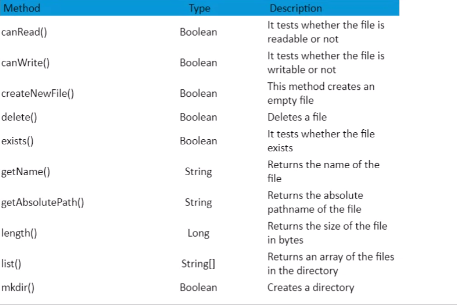 Method Type Description
canRead() Boolean It tests whether the file is
readable or not
canWrite() Boolean It tests whether the file is
writable or not
createNewFile() Boolean This method creates an
empty file
delete() Boolean Deletes a file
exists() Boolean It tests whether the file
exists
getName() String Returns the name of the
file
getAbsolutePath() String Returns the absolute
pathname of the file
length() Long Returns the size of the file
in bytes
list() String[] Returns an array of the files
in the directory
mkdir() Boolean Creates a directory